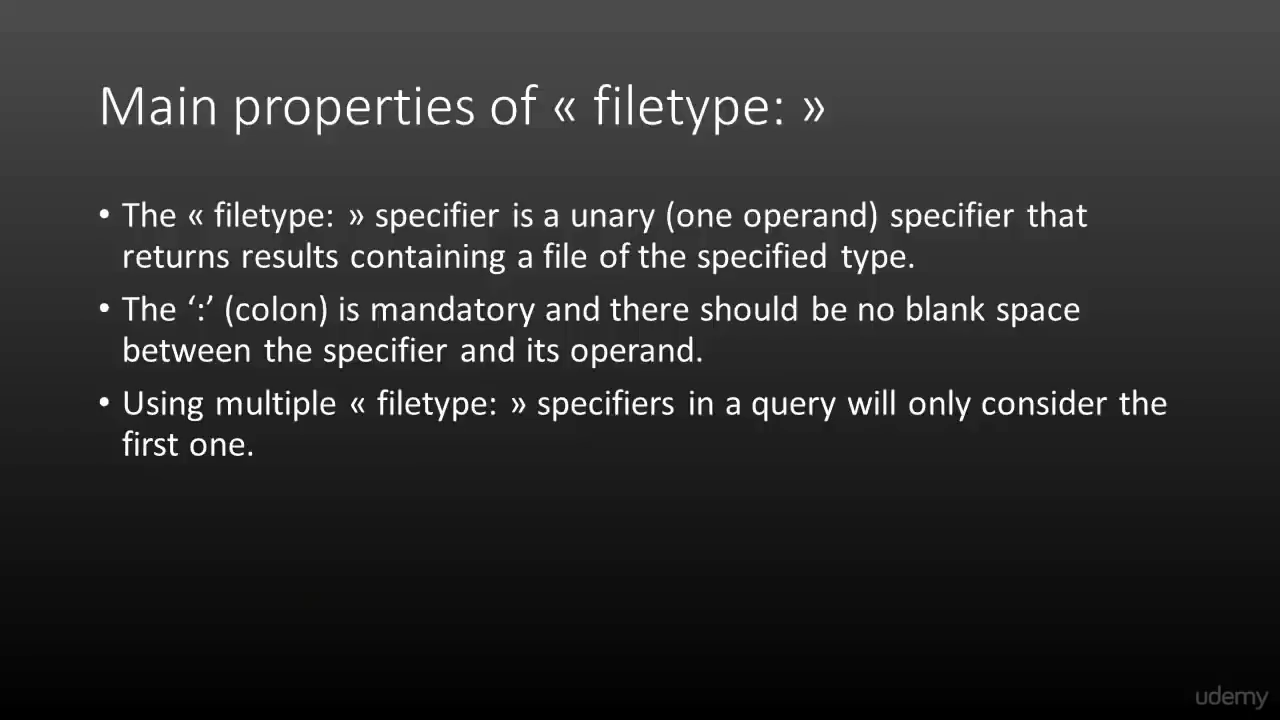 Main properties of « filetype: »
• The « filetype: » specifier is a unary (one operand) specifier that
returns results containing a file of the specified type.
• The ‘:’ (colon) is mandatory and there should be no blank space
between the specifier and its operand.
• Using multiple « filetype: » specifiers in a query will only consider the
first one.
udemy